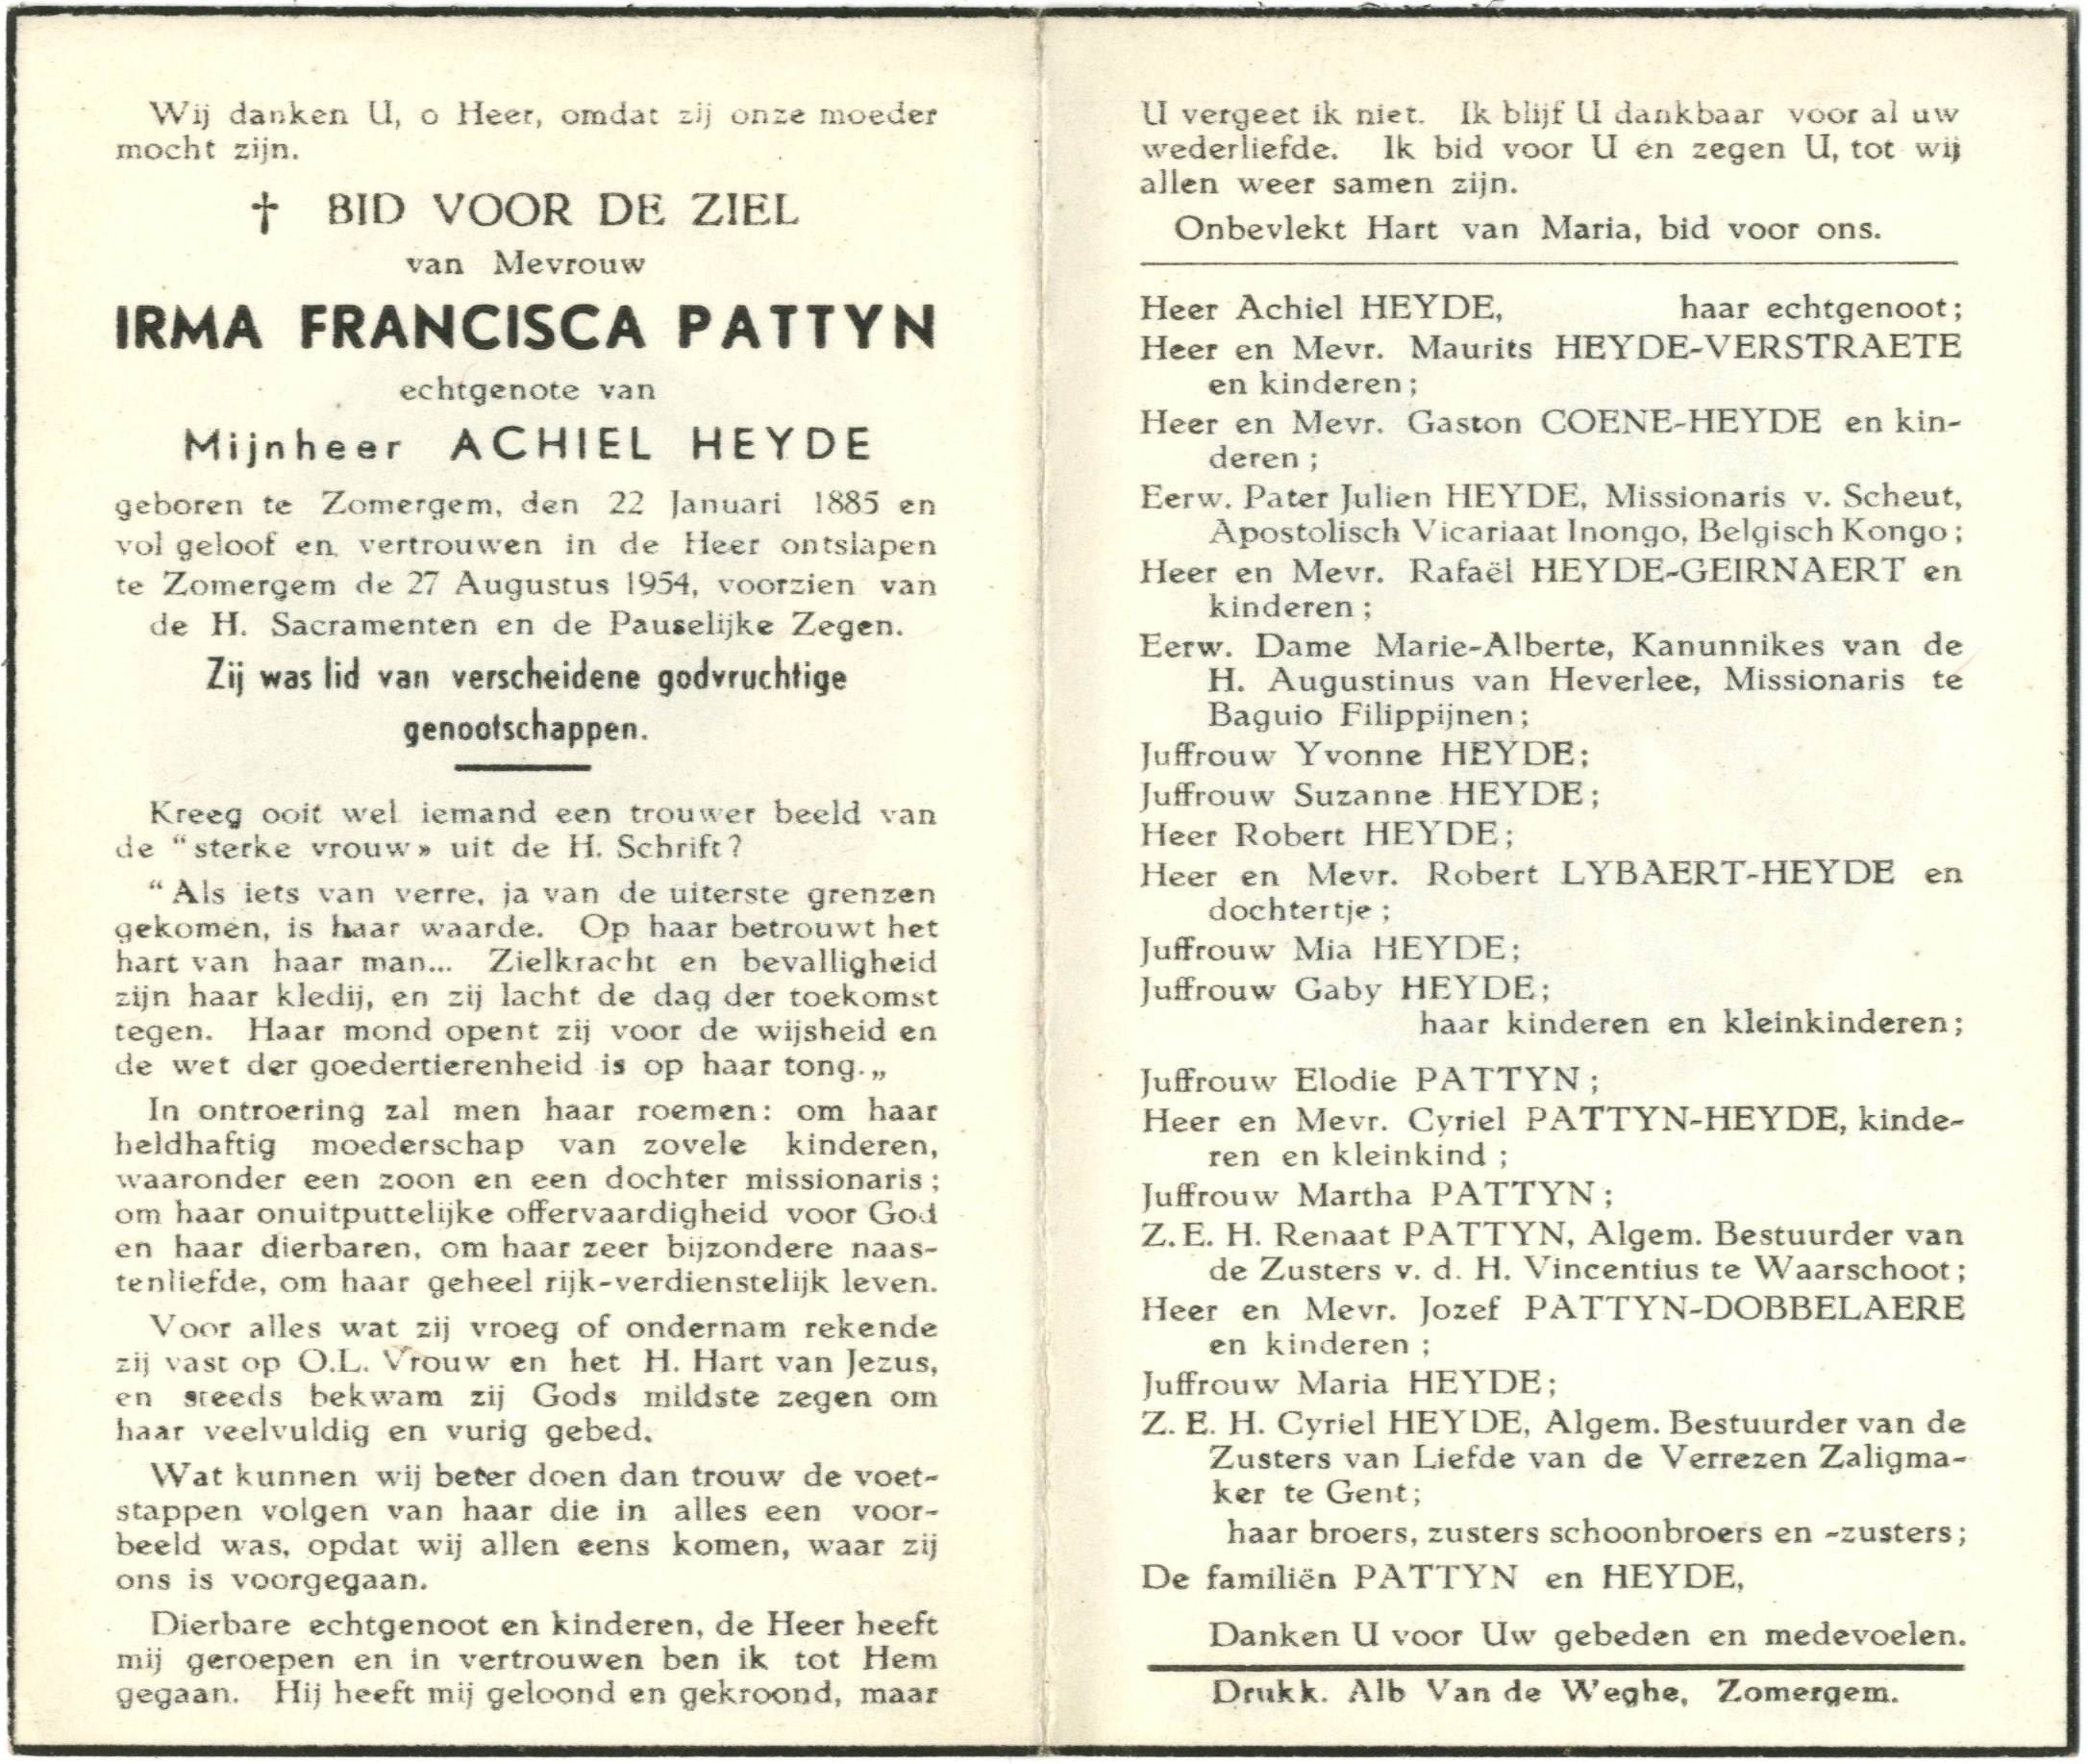 Wij danken U, o Heer, omdat zij onze moeder
mocht zijn.
† BID VOOR DE ZIEL
van Mevrouw
IRMA FRANCISCA PATTYN
echtgenote van
Mijnheer ACHIEL HEYDE
geboren te Zomergem, den 22 Januari 1885 en
vol geloof en vertrouwen in de Heer ontslapen
te Zomergem de 27 Augustus 1954, voorzien van
de H. Sacramenten en de Pauselijke Zegen.
Zij was lid van verscheidene godvruchtige
genootschappen.
Kreeg ooit wel iemand een trouwer beeld van
de “sterke vrouw» uit de H. Schrift?
“Als iets van verre, ja van de uiterste grenzen
gekomen, is haar waarde. Op haar betrouwt het
hart van haar man... Zielkracht en bevalligheid
zijn haar kledij, en zij lacht de dag der toekomst
tegen. Haar mond opent zij voor de wijsheid en
de wet der goedertierenheid is op haar tong.„
In ontroering zal men haar roemen: om haar
heldhaftig moederschap van zovele kinderen,
waaronder een zoon en een dochter missionaris;
om haar onuitputtelijke offervaardigheid voor God
en haar dierbaren, om haar zeer bijzondere naas-
tenliefde, om haar geheel rijk-verdienstelijk leven.
Voor alles wat zij vroeg of ondernam rekende
zij vast op O.L. Vrouw en het H. Hart van Jezus,
en steeds bekwam zij Gods mildste zegen om
haar veelvuldig en vurig gebed.
Wat kunnen wij beter doen dan trouw de voet-
stappen volgen van haar die in alles een voor-
beeld was, opdat wij allen eens komen, waar zij
ons is voorgegaan.
Dierbare echtgenoot en kinderen, de Heer heeft
mij geroepen en in vertrouwen ben ik tot Hem
gegaan. Hij heeft mij geloond en gekroond, maar
U vergeet ik niet. Ik blijf U dankbaar voor al uw
wederliefde. Ik bid voor U én zegen U, tot wij
allen weer samen zijn.
Onbevlekt Hart van Maria, bid voor ons.
Heer Achiel HEYDE, haar echtgenoot;
Heer en Mevr. Maurits HEYDE-VERSTRAETE
en kinderen;
Heer en Mevr. Gaston COENE-HEYDE en kin-
deren;
Eerw. Pater Julien HEYDE, Missionaris v. Scheut,
Apostolisch Vicariaat Inongo, Belgisch Kongo;
Heer en Mevr. Rafaël HEYDE-GEIRNAERT en
kinderen;
Eerw. Dame Marie-Alberte, Kanunnikes van de
H. Augustinus van Heverlee, Missionaris te
Baguio Filippijnen;
Juffrouw Yvonne HEYDE;
Juffrouw Suzanne HEYDE;
Heer Robert HEYDE;
Heer en Mevr. Robert LYBAERT-HEYDE en
dochtertje;
Juffrouw Mia HEYDE;
Juffrouw Gaby HEYDE;
haar kinderen en kleinkinderen;
Juffrouw Elodie PATTYN;
Heer en Mevr. Cyriel PATTYN-HEYDE, kinde-
ren en kleinkind;
Juffrouw Martha PATTYN;
Z.E.H. Renaat PATTYN, Algem. Bestuurder van
de Zusters v. d. H. Vincentius te Waarschoot;
Heer en Mevr. Jozef PATTYN-DOBBELAERE
en kinderen;
Juffrouw Maria HEYDE;
Z. E. H. Cyriel HEYDE, Algem. Bestuurder van de
Zusters van Liefde van de Verrezen Zaligma-
ker te Gent;
haar broers, zusters schoonbroers en -zusters;
De familiën PATTYN en HEYDE,
Danken U voor Uw gebeden en medevoelen.
Drukk. Alb Van de Weghe, Zomergem.